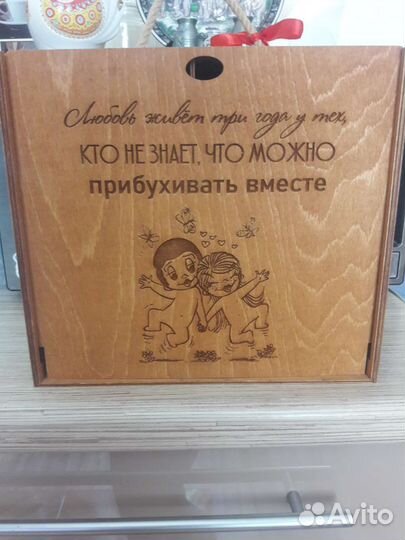 Любовь живёт три года у тех,
КТО НЕ ЗНАЕТ, ЧТО МОЖНО
прибухивать вместе
Avito